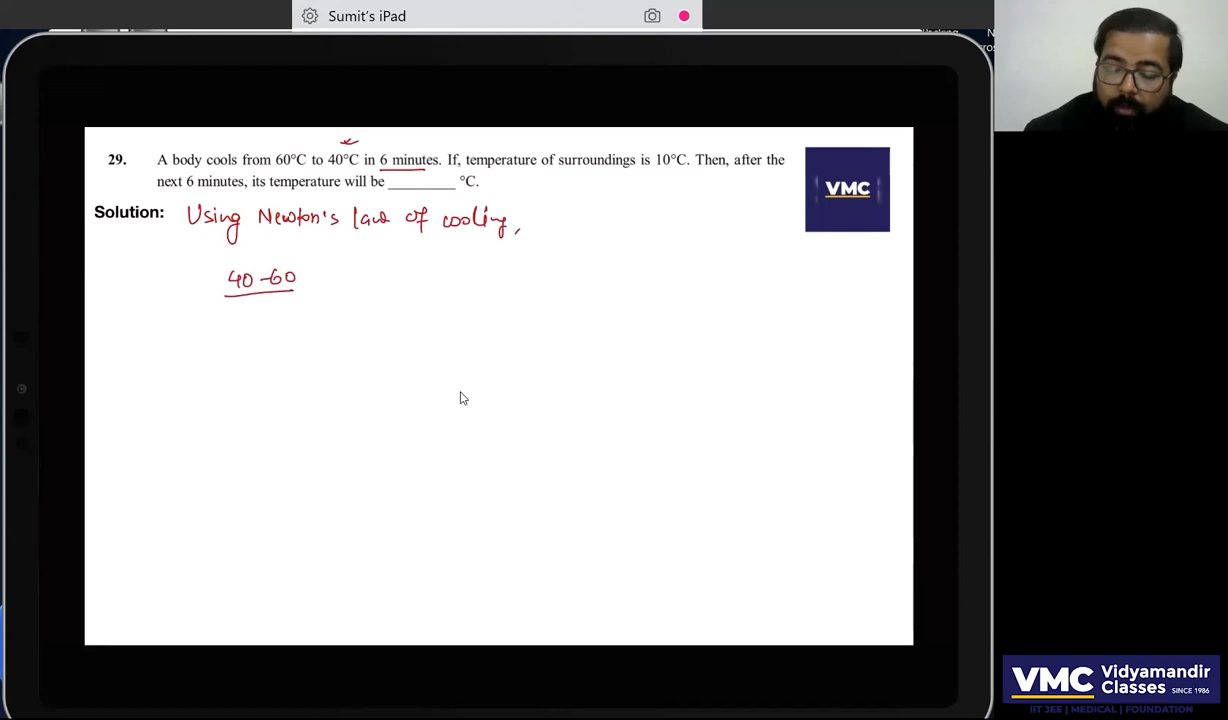 Sumit's iPad
29. A body cools from 60°C to 40°C in 6 minutes. If, temperature of surroundings is 10°C. Then, after the
next 6 minutes, its temperature will be __________ °C.
VMC
Solution: Using Newton's law of cooling,
40-60
VMC Vidyamandir
Classes SINCE 1986
IIT JEE | MEDICAL | FOUNDATION